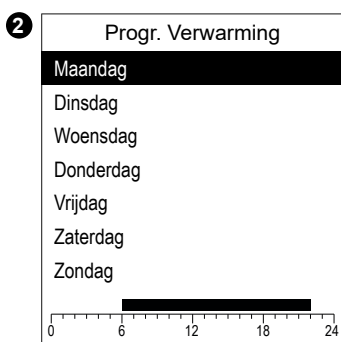 2
Progr. Verwarming
Maandag
Dinsdag
Woensdag
Donderdag
Vrijdag
Zaterdag
Zondag
0 6 12 18 24